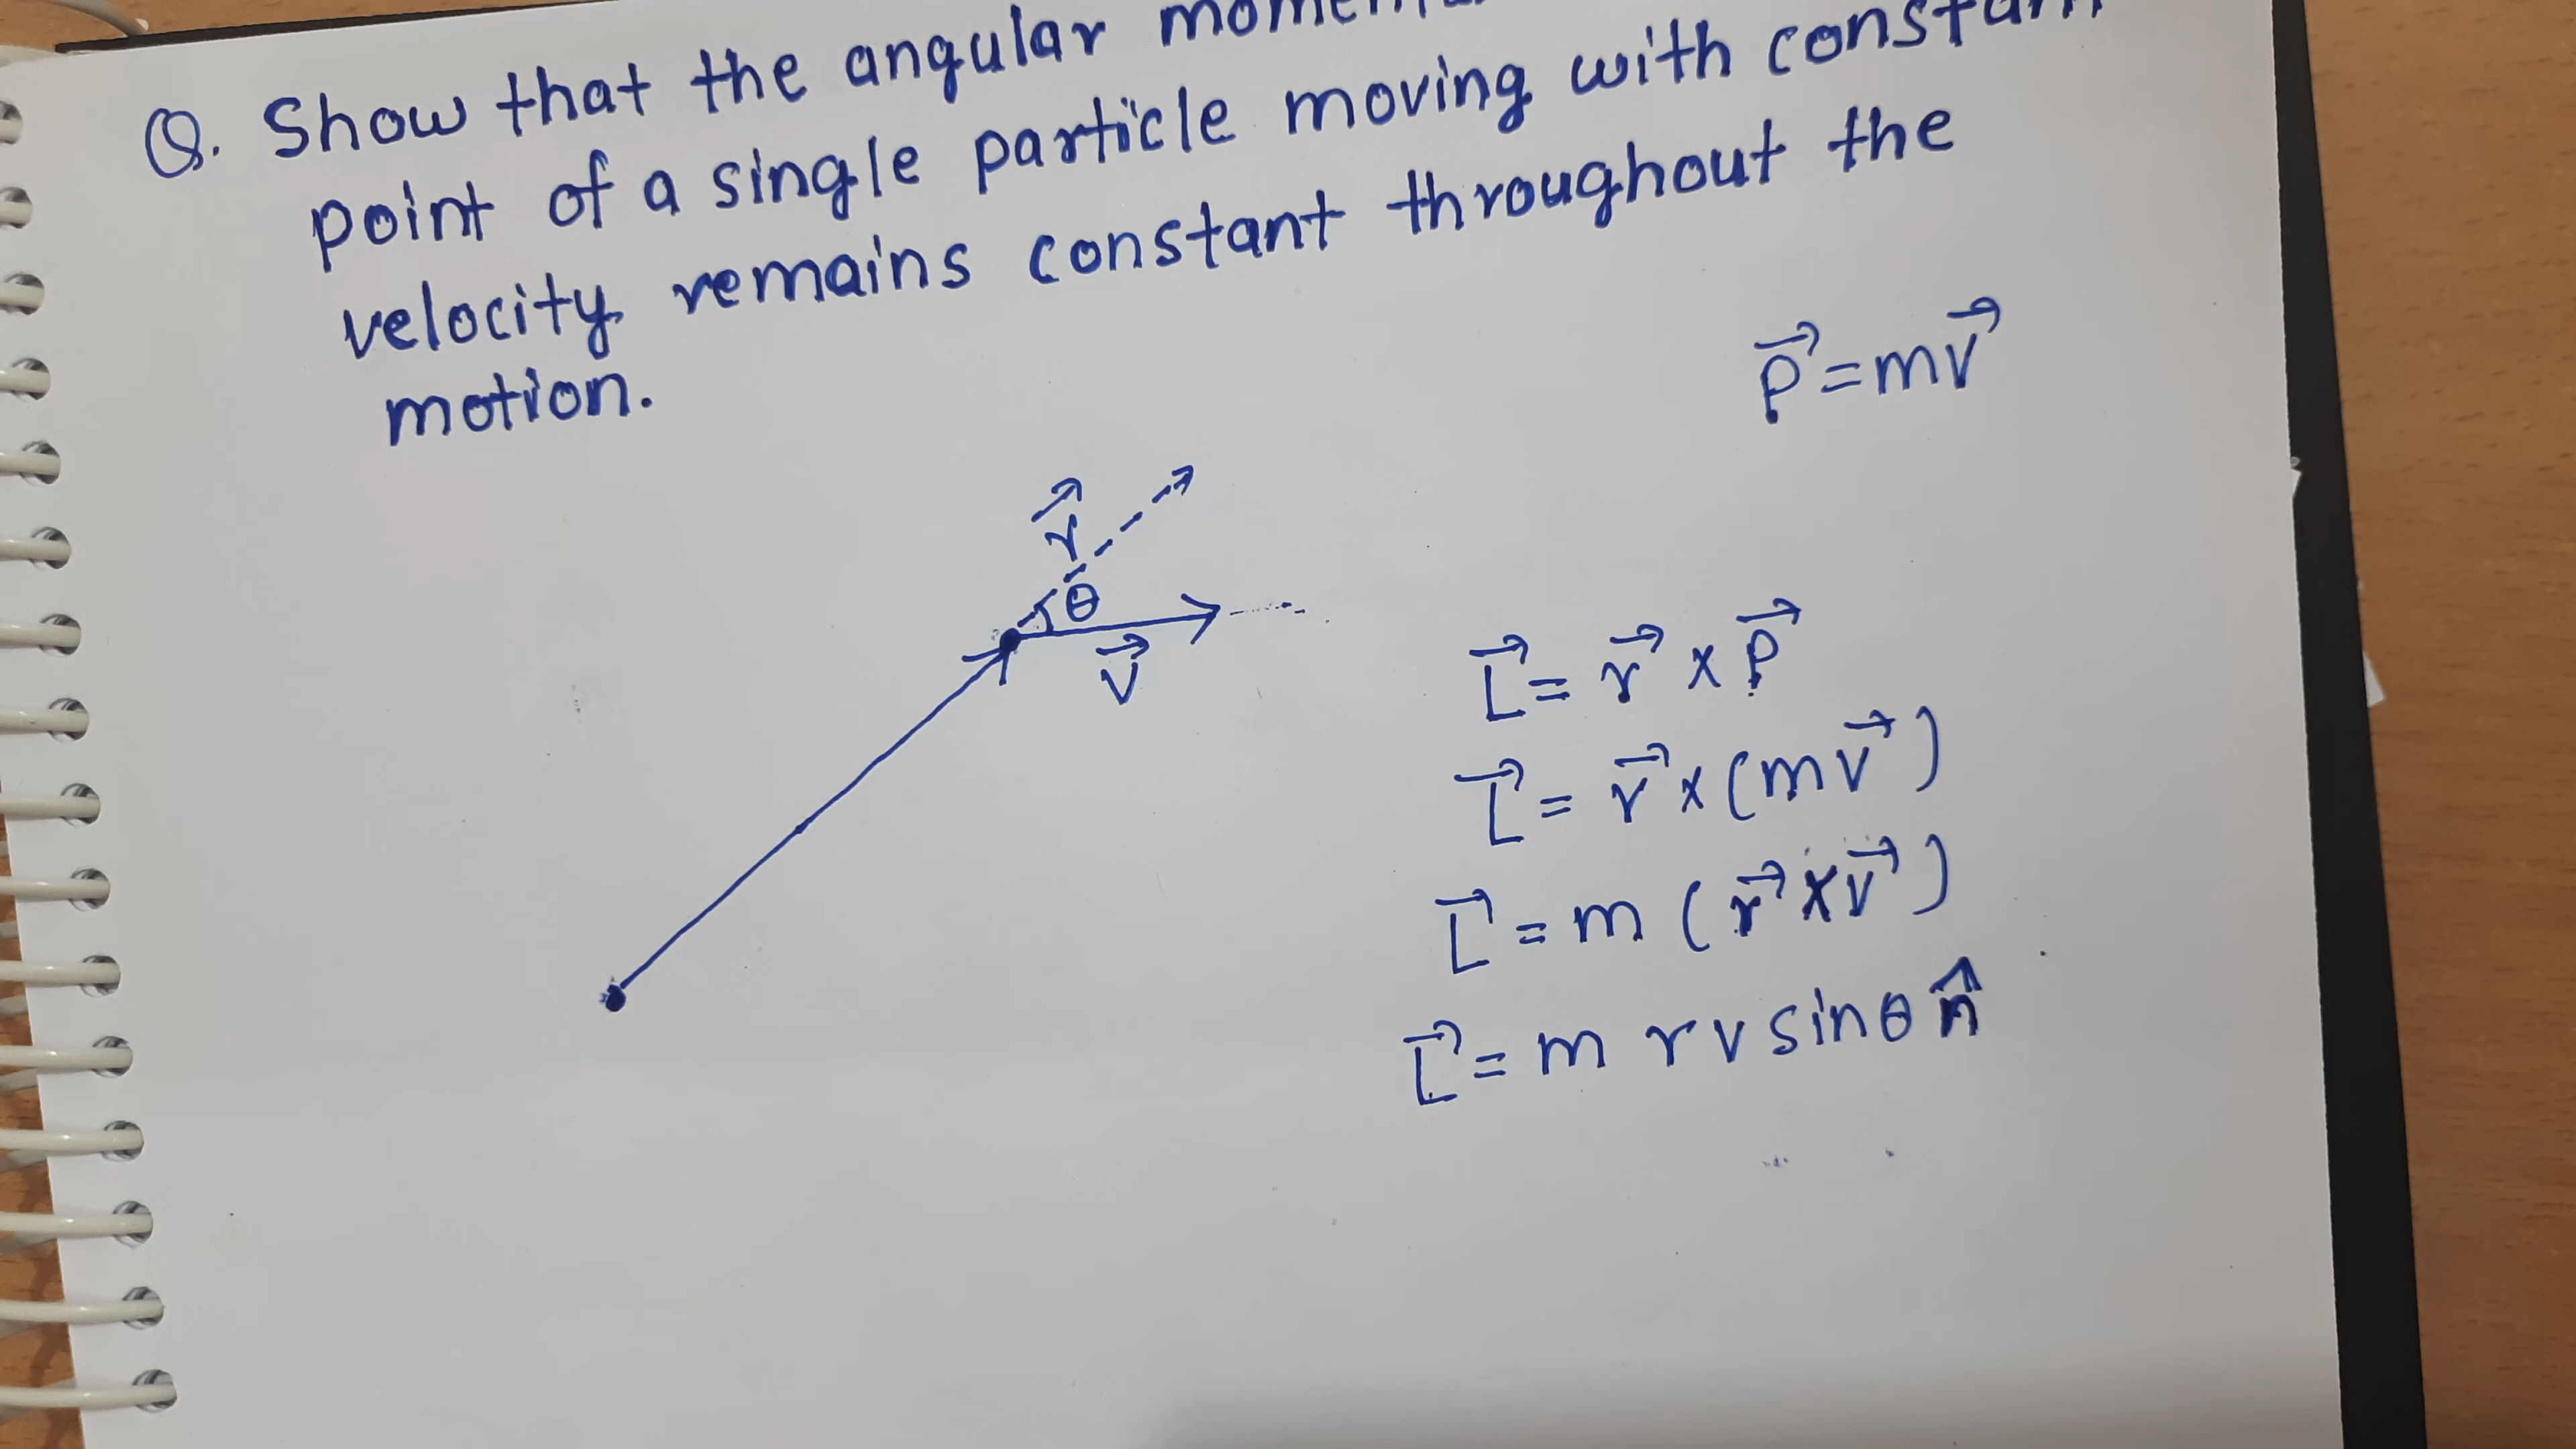 Q. Show that the angular
point of a single particle moving with
velocity remains constant throughout the
motion.
P⃗ = mv⃗
r⃗
θ
v⃗
L⃗ = r⃗ × P⃗
L⃗ = r⃗ × (mv⃗)
L⃗ = m (r⃗ × v⃗)
L⃗ = m r v sinθ n̂